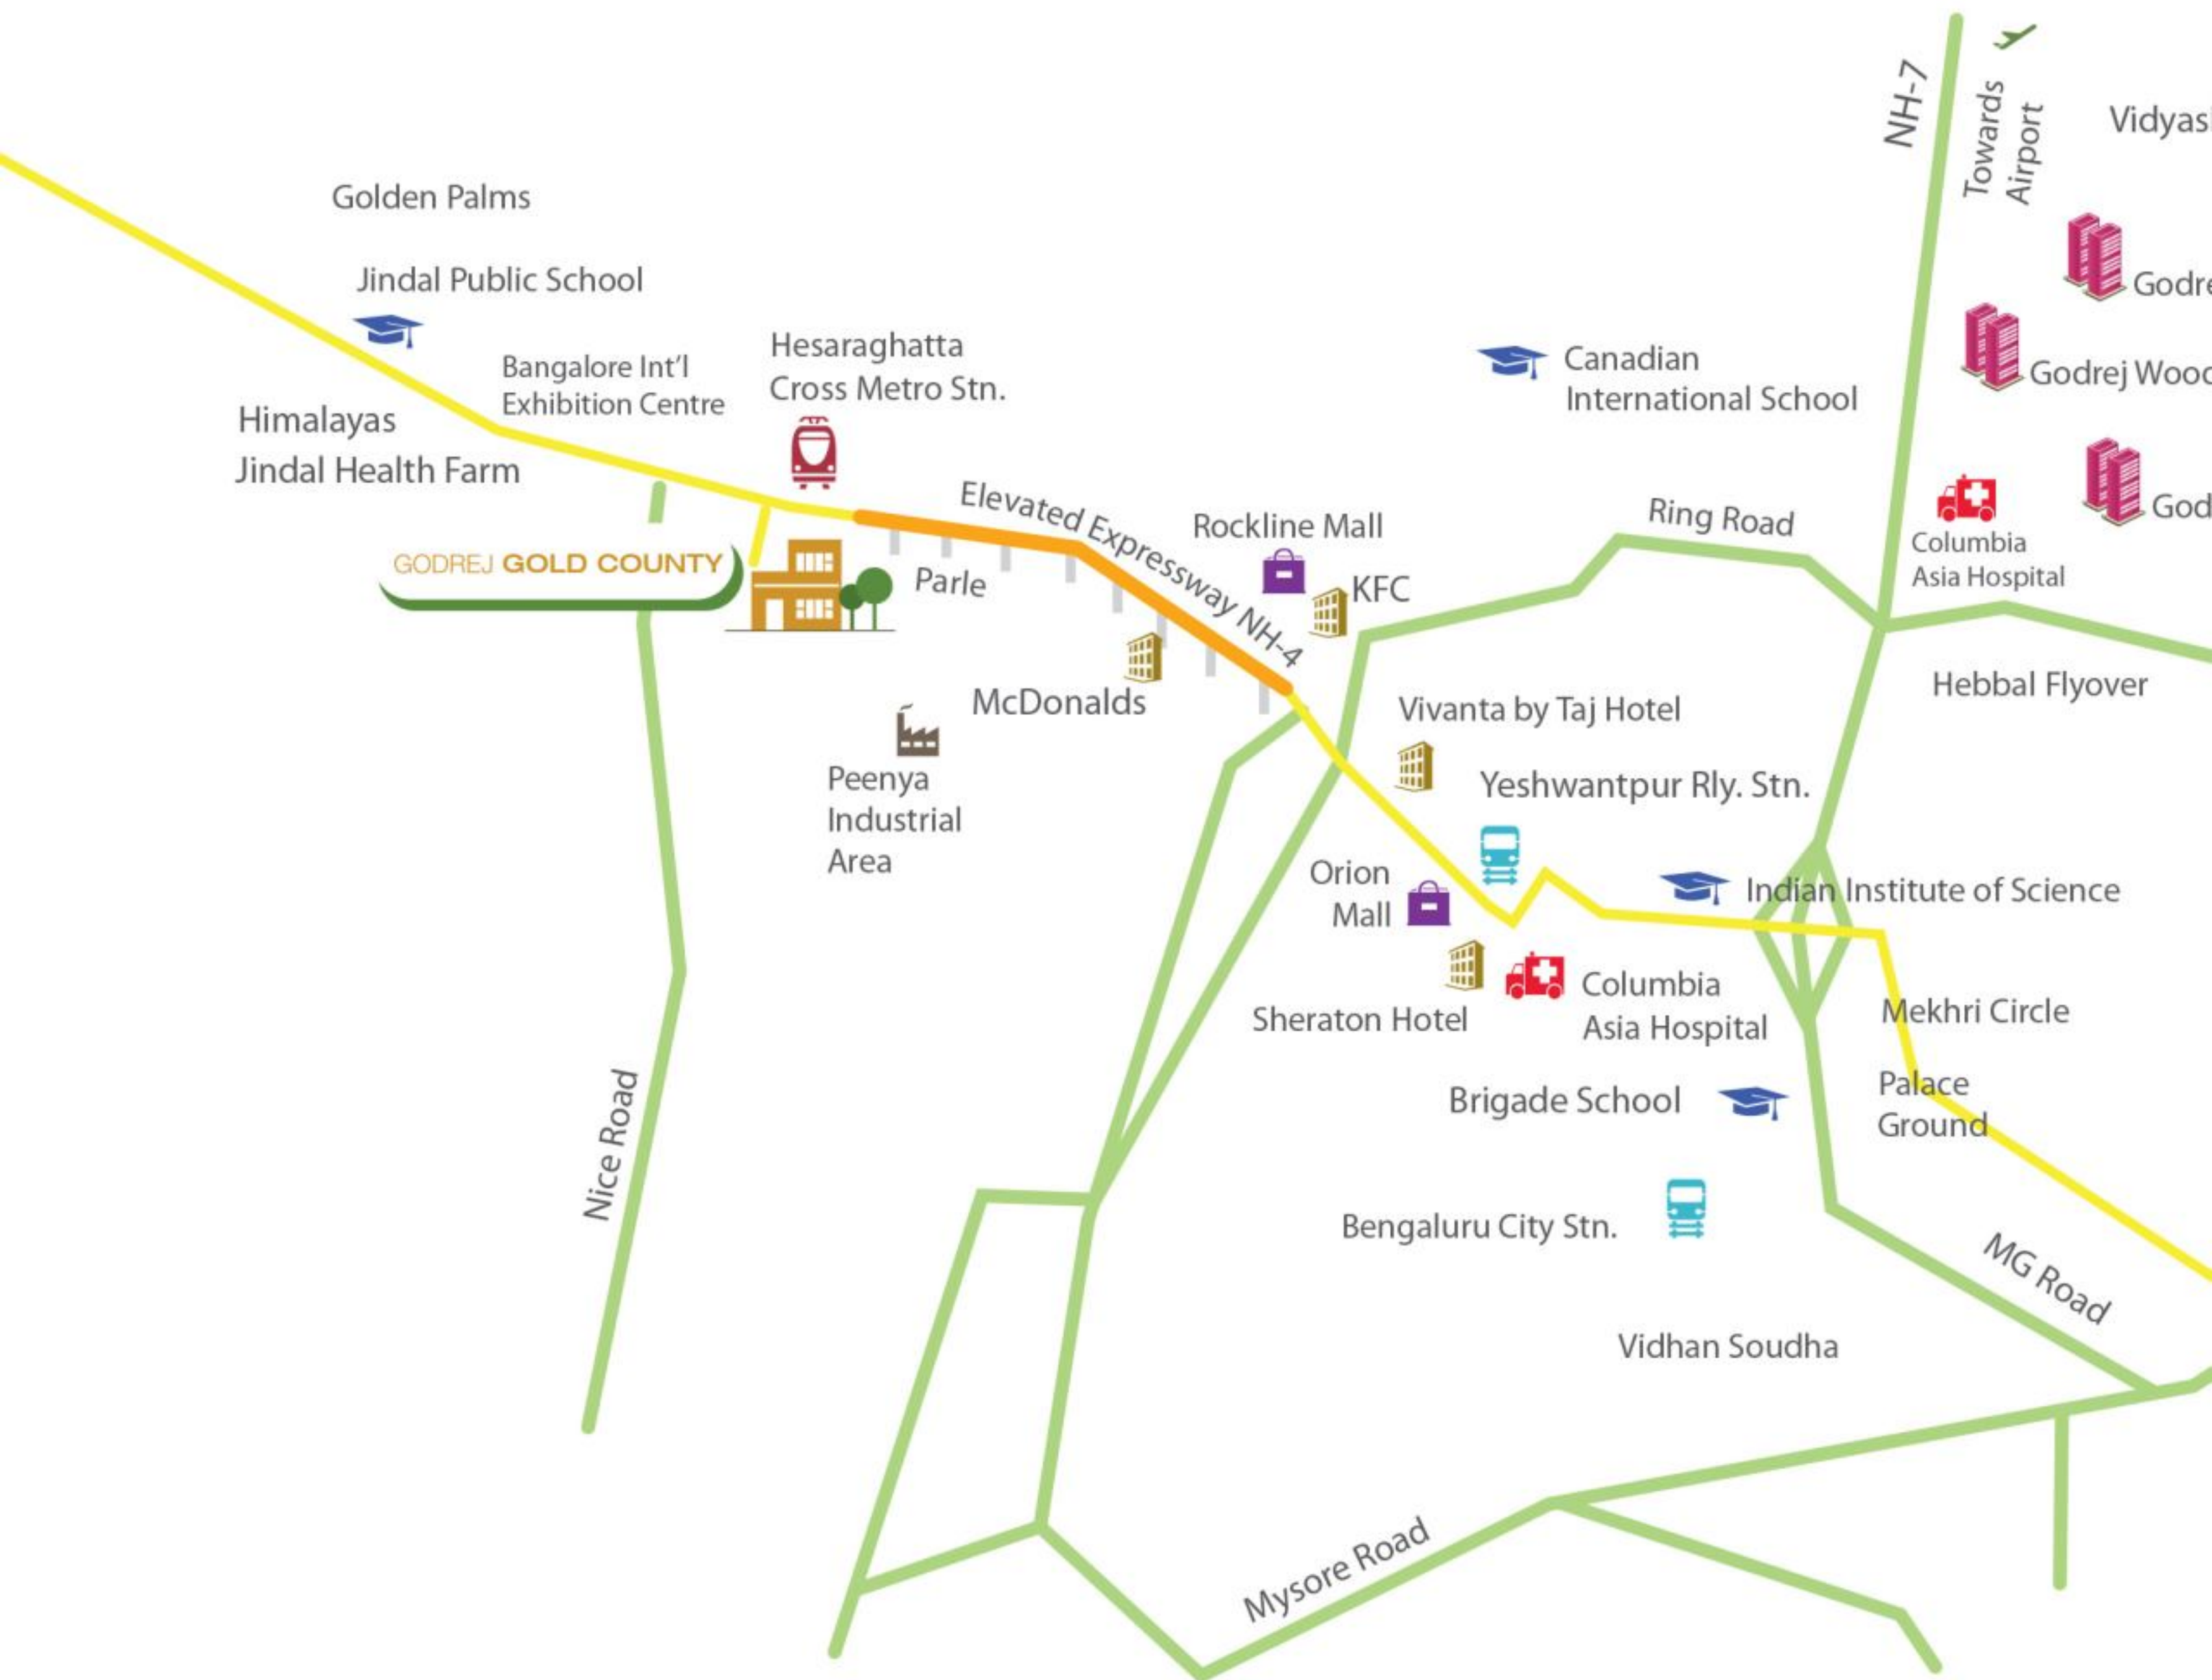 NH-7
Towards
Airport
Golden Palms
Jindal Public School
Bangalore Int'l
Exhibition Centre
Hesaraghatta
Cross Metro Stn.
Himalayas
Jindal Health Farm
Canadian
International School
Godrej
Elevated Expressway NH-4
Rockline Mall
KFC
Ring Road
Columbia
Asia Hospital
GODREJ GOLD COUNTY
Parle
McDonalds
Hebbal Flyover
Vivanta by Taj Hotel
Yeshwantpur Rly. Stn.
Peenya
Industrial
Area
Orion
Mall
Indian Institute of Science
Sheraton Hotel
Columbia
Asia Hospital
Mekhri Circle
Brigade School
Palace
Ground
Nice Road
Bengaluru City Stn.
MG Road
Vidhan Soudha
Mysore Road